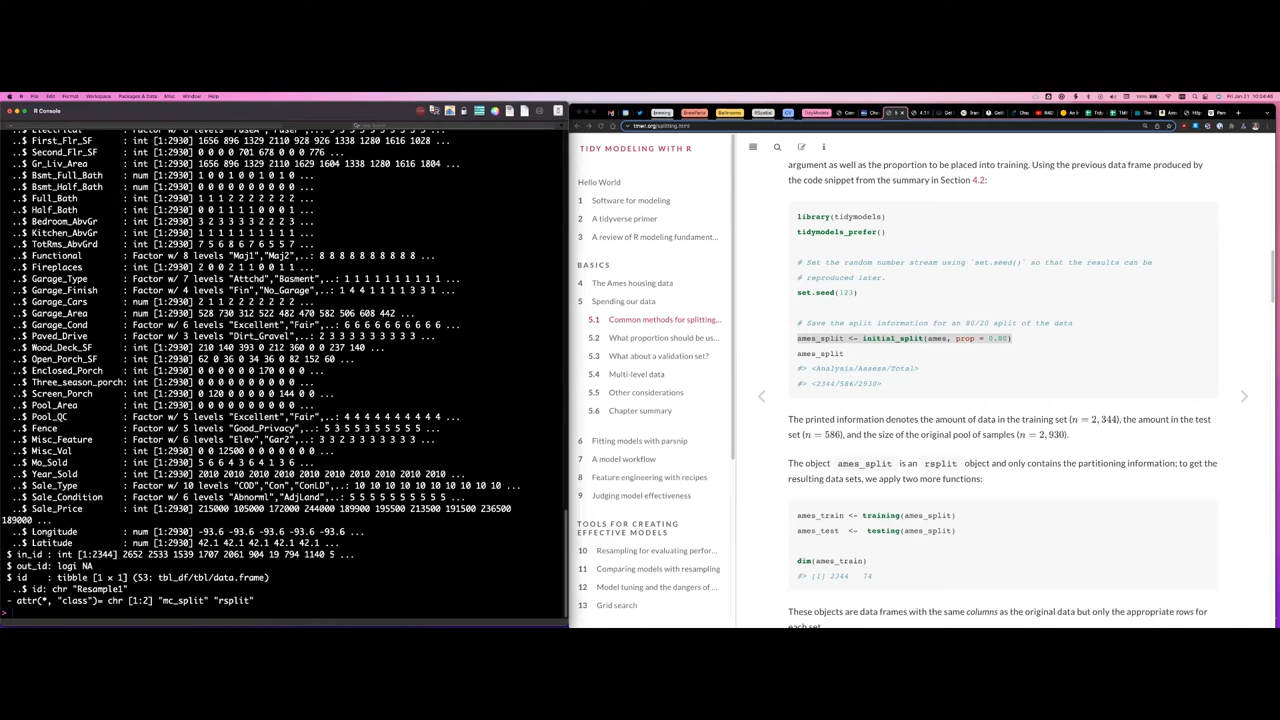 R File Edit Format Workspace Packages & Data Misc Window Help
100% Fri Jan 21 10:04:46
R Console
..$ First_Flr_SF : int [1:2930] 1656 896 1329 2110 928 926 1338 1280 1616 1028 ...
..$ Second_Flr_SF : int [1:2930] 0 0 0 0 701 678 0 0 0 776 ...
..$ Gr_Liv_Area : int [1:2930] 1656 896 1329 2110 1629 1604 1338 1280 1616 1804 ...
..$ Bsmt_Full_Bath : num [1:2930] 1 0 0 1 0 0 1 0 1 0 ...
..$ Bsmt_Half_Bath : num [1:2930] 0 0 0 0 0 0 0 0 0 0 ...
..$ Full_Bath : int [1:2930] 1 1 1 2 2 2 2 2 2 2 ...
..$ Half_Bath : int [1:2930] 0 0 1 1 1 1 0 0 0 1 ...
..$ Bedroom_AbvGr : int [1:2930] 3 2 3 3 3 3 2 2 2 3 ...
..$ Kitchen_AbvGr : int [1:2930] 1 1 1 1 1 1 1 1 1 1 ...
..$ TotRms_AbvGrd : int [1:2930] 7 5 6 8 6 7 6 5 5 7 ...
..$ Functional : Factor w/ 8 levels "Maj1","Maj2",..: 8 8 8 8 8 8 8 8 8 8 ...
..$ Fireplaces : int [1:2930] 2 0 0 2 1 1 0 0 1 1 ...
..$ Garage_Type : Factor w/ 7 levels "Attchd","Basment",..: 1 1 1 1 1 1 1 1 1 1 ...
..$ Garage_Finish : Factor w/ 4 levels "Fin","No_Garage",..: 1 4 4 1 1 1 1 3 3 1 ...
..$ Garage_Cars : num [1:2930] 2 1 1 2 2 2 2 2 2 2 ...
..$ Garage_Area : num [1:2930] 528 730 312 522 482 470 582 506 608 442 ...
..$ Garage_Cond : Factor w/ 6 levels "Excellent","Fair",..: 6 6 6 6 6 6 6 6 6 6 ...
..$ Paved_Drive : Factor w/ 3 levels "Dirt_Gravel",..: 2 3 3 3 3 3 3 3 3 3 ...
..$ Wood_Deck_SF : int [1:2930] 210 140 393 0 212 360 0 0 237 140 ...
..$ Open_Porch_SF : int [1:2930] 62 0 36 0 34 36 0 82 152 60 ...
..$ Enclosed_Porch : int [1:2930] 0 0 0 0 0 0 170 0 0 0 ...
..$ Three_season_porch: int [1:2930] 0 0 0 0 0 0 0 0 0 0 ...
..$ Screen_Porch : int [1:2930] 0 120 0 0 0 0 0 144 0 0 ...
..$ Pool_Area : int [1:2930] 0 0 0 0 0 0 0 0 0 0 ...
..$ Pool_QC : Factor w/ 5 levels "Excellent","Fair",..: 4 4 4 4 4 4 4 4 4 4 ...
..$ Fence : Factor w/ 5 levels "Good_Privacy",..: 5 3 5 5 3 5 5 5 5 5 ...
..$ Misc_Feature : Factor w/ 6 levels "Elev","Gar2",..: 3 3 2 3 3 3 3 3 3 3 ...
..$ Misc_Val : int [1:2930] 0 0 12500 0 0 0 0 0 0 0 ...
..$ Mo_Sold : int [1:2930] 5 6 6 4 3 6 4 1 3 6 ...
..$ Year_Sold : int [1:2930] 2010 2010 2010 2010 2010 2010 2010 2010 2010 2010 ...
..$ Sale_Type : Factor w/ 10 levels "COD","Con","ConLD",..: 10 10 10 10 10 10 10 10 10 10 ...
..$ Sale_Condition : Factor w/ 6 levels "Abnorml","AdjLand",..: 5 5 5 5 5 5 5 5 5 5 ...
..$ Sale_Price : int [1:2930] 215000 105000 172000 244000 189900 195500 213500 191500 236500
189000 ...
..$ Longitude : num [1:2930] -93.6 -93.6 -93.6 -93.6 -93.6 ...
..$ Latitude : num [1:2930] 42.1 42.1 42.1 42.1 42.1 ...
$ in_id : int [1:2344] 2652 2533 1539 1707 2061 904 19 794 1140 5 ...
$ out_id: logi NA
$ id : tibble [1 × 1] (S3: tbl_df/tbl/data.frame)
..$ id: chr "Resample1"
- attr(*, "class")= chr [1:2] "mc_split" "rsplit"
>
brewing BrewParts Bathrooms RSpatial CV TidyModels
tmwr.org/splitting.html
TIDY MODELING WITH R
Hello World
1 Software for modeling
2 A tidyverse primer
3 A review of R modeling fundament...
BASICS
4 The Ames housing data
5 Spending our data
5.1 Common methods for splitting...
5.2 What proportion should be us...
5.3 What about a validation set?
5.4 Multi-level data
5.5 Other considerations
5.6 Chapter summary
6 Fitting models with parsnip
7 A model workflow
8 Feature engineering with recipes
9 Judging model effectiveness
TOOLS FOR CREATING
EFFECTIVE MODELS
10 Resampling for evaluating perfor...
11 Comparing models with resampling
12 Model tuning and the dangers of ...
13 Grid search
argument as well as the proportion to be placed into training. Using the previous data frame produced by
the code snippet from the summary in Section 4.2:
library(tidymodels)
tidymodels_prefer()
# Set the random number stream using `set.seed()` so that the results can be
# reproduced later.
set.seed(123)
# Save the split information for an 80/20 split of the data
ames_split <- initial_split(ames, prop = 0.80)
ames_split
#> <Analysis/Assess/Total>
#> <2344/586/2930>
The printed information denotes the amount of data in the training set (n = 2, 344), the amount in the test
set (n = 586), and the size of the original pool of samples (n = 2, 930).
The object ames_split is an rsplit object and only contains the partitioning information; to get the
resulting data sets, we apply two more functions:
ames_train <- training(ames_split)
ames_test <- testing(ames_split)
dim(ames_train)
#> [1] 2344 74
These objects are data frames with the same columns as the original data but only the appropriate rows for
each set.